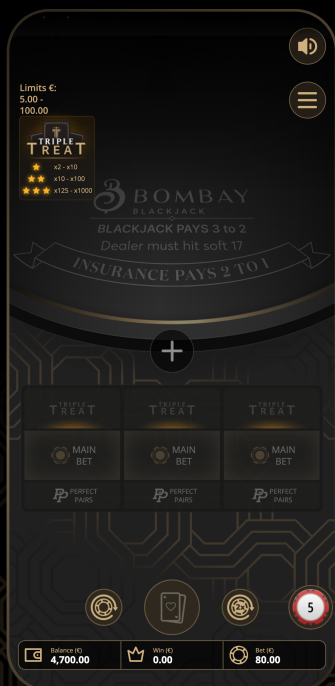 Limits €:
5.00 -
100.00
TRIPLE
TREAT
x2 - x10
x10 - x100
x125 - x1000
BOMBAY
BLACKJACK
BLACKJACK PAYS 3 to 2
Dealer must hit soft 17
INSURANCE PAYS 2 TO 1
TRIPLE TREAT
TRIPLE TREAT
TRIPLE TREAT
MAIN BET
MAIN BET
MAIN BET
PP PERFECT PAIRS
PP PERFECT PAIRS
PP PERFECT PAIRS
5
Balance (€)
4,700.00
Win (€)
0.00
Bet (€)
80.00